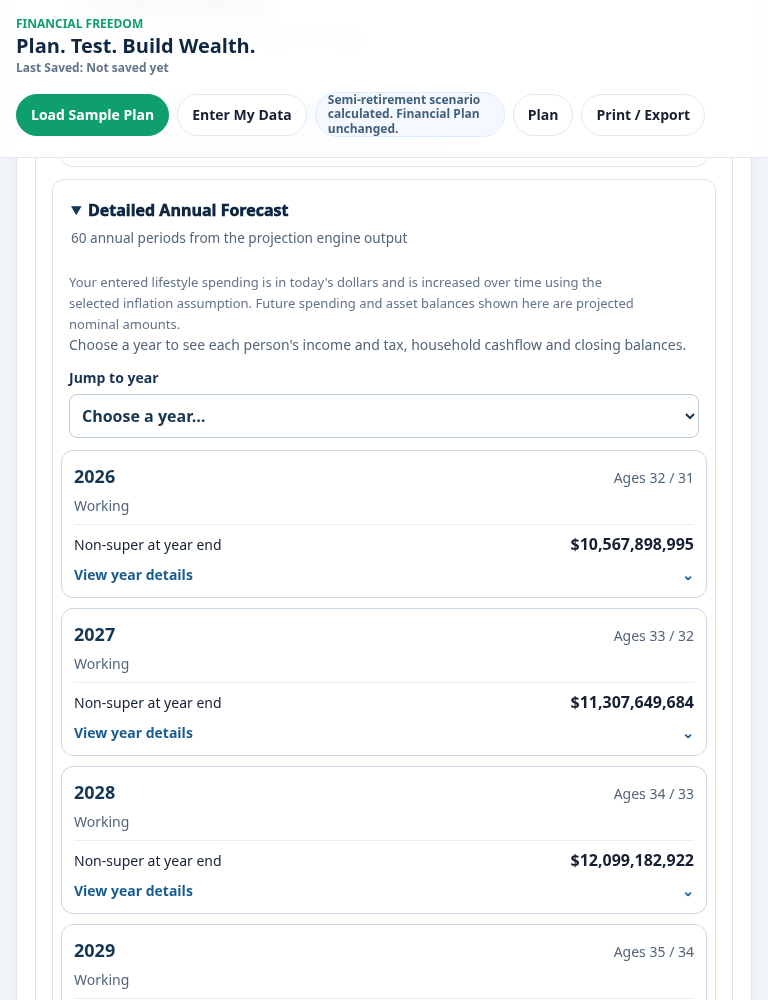 FINANCIAL FREEDOM
Plan. Test. Build Wealth.
Last Saved: Not saved yet
Load Sample Plan
Enter My Data
Semi-retirement scenario
calculated. Financial Plan
unchanged.
Plan
Print / Export
▼ Detailed Annual Forecast
60 annual periods from the projection engine output
Your entered lifestyle spending is in today's dollars and is increased over time using the
selected inflation assumption. Future spending and asset balances shown here are projected
nominal amounts.
Choose a year to see each person's income and tax, household cashflow and closing balances.
Jump to year
Choose a year...
2026 Ages 32 / 31
Working
Non-super at year end $10,567,898,995
View year details
2027 Ages 33 / 32
Working
Non-super at year end $11,307,649,684
View year details
2028 Ages 34 / 33
Working
Non-super at year end $12,099,182,922
View year details
2029 Ages 35 / 34
Working